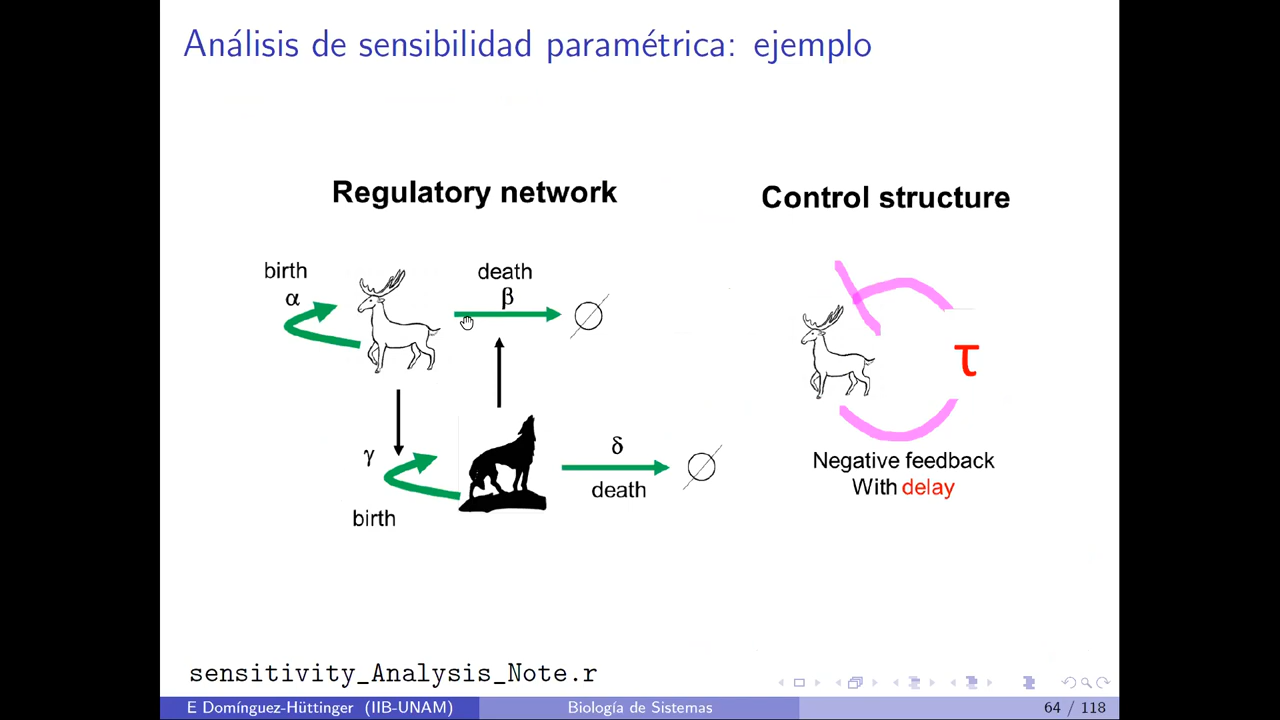 Análisis de sensibilidad paramétrica: ejemplo
Regulatory network
Control structure
birth
α
death
β
τ
γ
birth
δ
death
Negative feedback
With delay
sensitivity_Analysis_Note.r
E Domínguez-Hüttinger (IIB-UNAM)
Biología de Sistemas
64 / 118